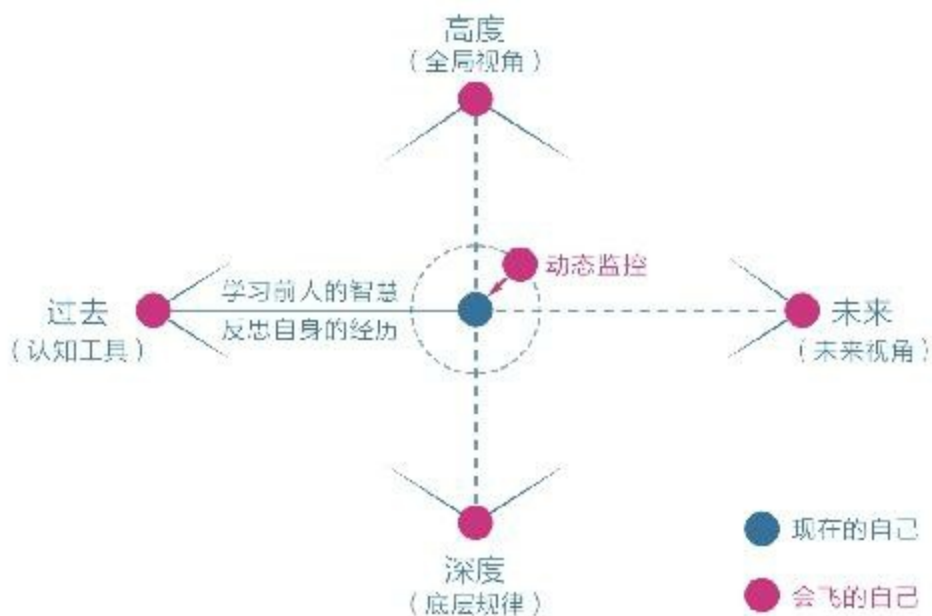 高度
（全局视角）
动态监控
学习前人的智慧
过去
未来
反思自身的经历
（认知工具）
（未来视角）
现在的自己
深度
会飞的自己
（底层规律）